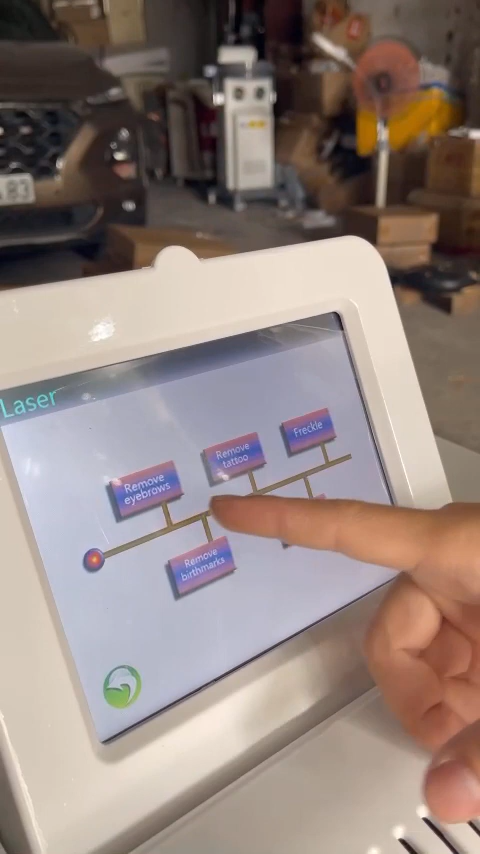 Laser
Remove
eyebrows
Remove
tattoo
Freckle
Remove
birthmarks